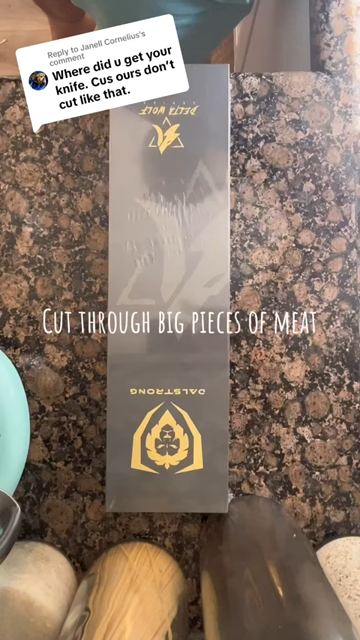 Reply to Janell Cornelius's
comment
Where did u get your
knife. Cus ours don't
cut like that.
DELTA WOLF
CUT THROUGH BIG PIECES OF MEAT
DALSTRONG